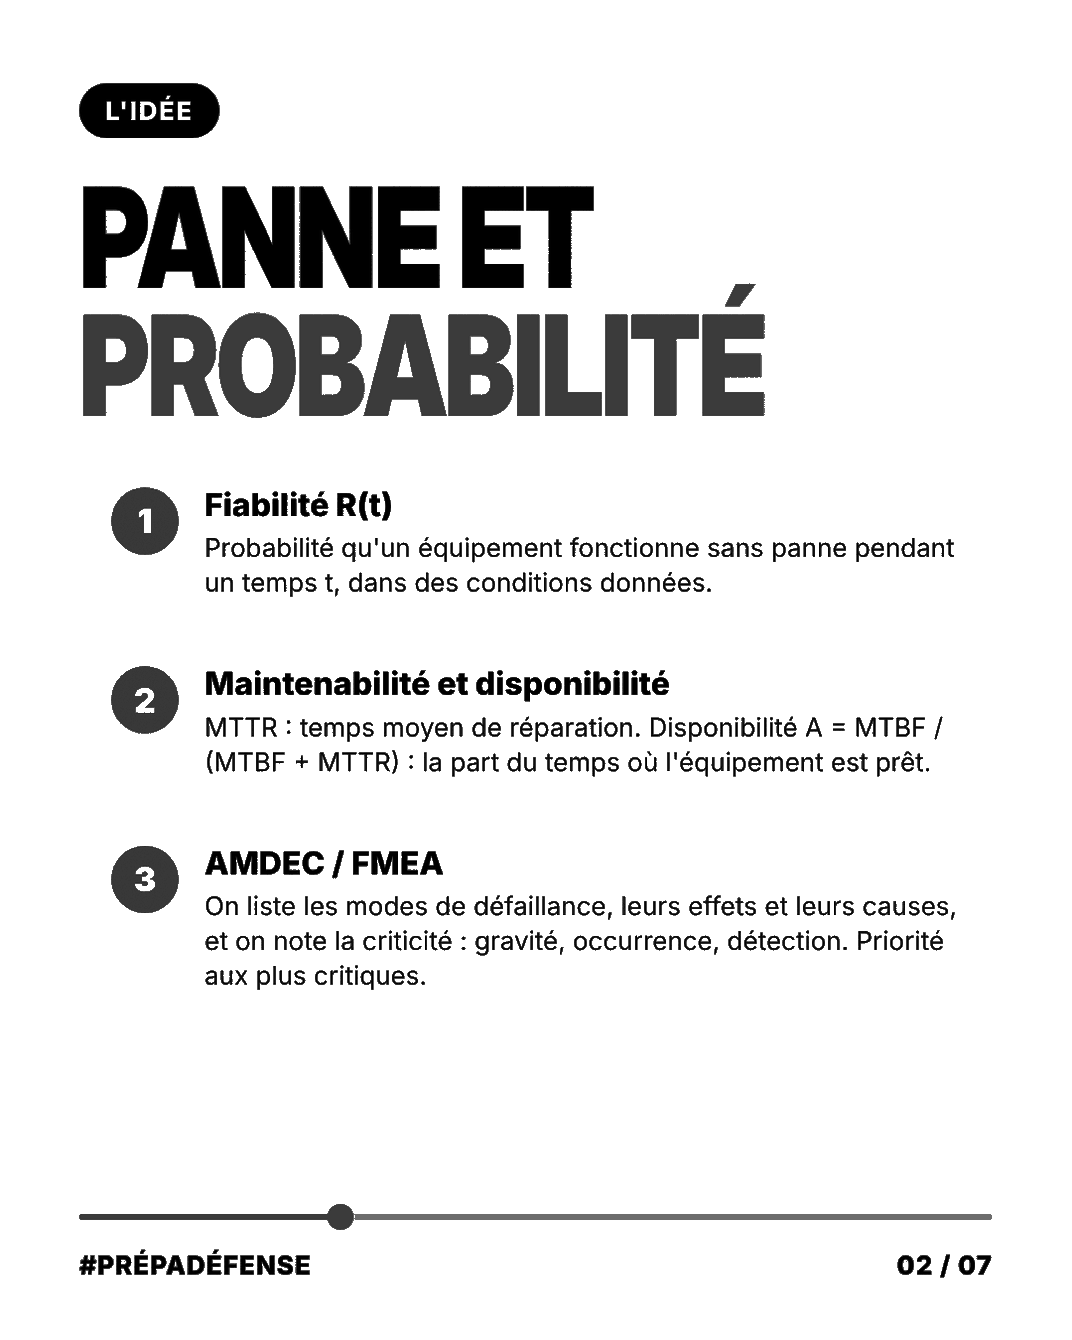 L'IDÉE
PANNE ET
PROBABILITÉ
1
Fiabilité R(t)
Probabilité qu'un équipement fonctionne sans panne pendant
un temps t, dans des conditions données.
2
Maintenabilité et disponibilité
MTTR : temps moyen de réparation. Disponibilité A = MTBF /
(MTBF + MTTR) : la part du temps où l'équipement est prêt.
3
AMDEC / FMEA
On liste les modes de défaillance, leurs effets et leurs causes,
et on note la criticité : gravité, occurrence, détection. Priorité
aux plus critiques.
#PRÉPADÉFENSE
02 / 07